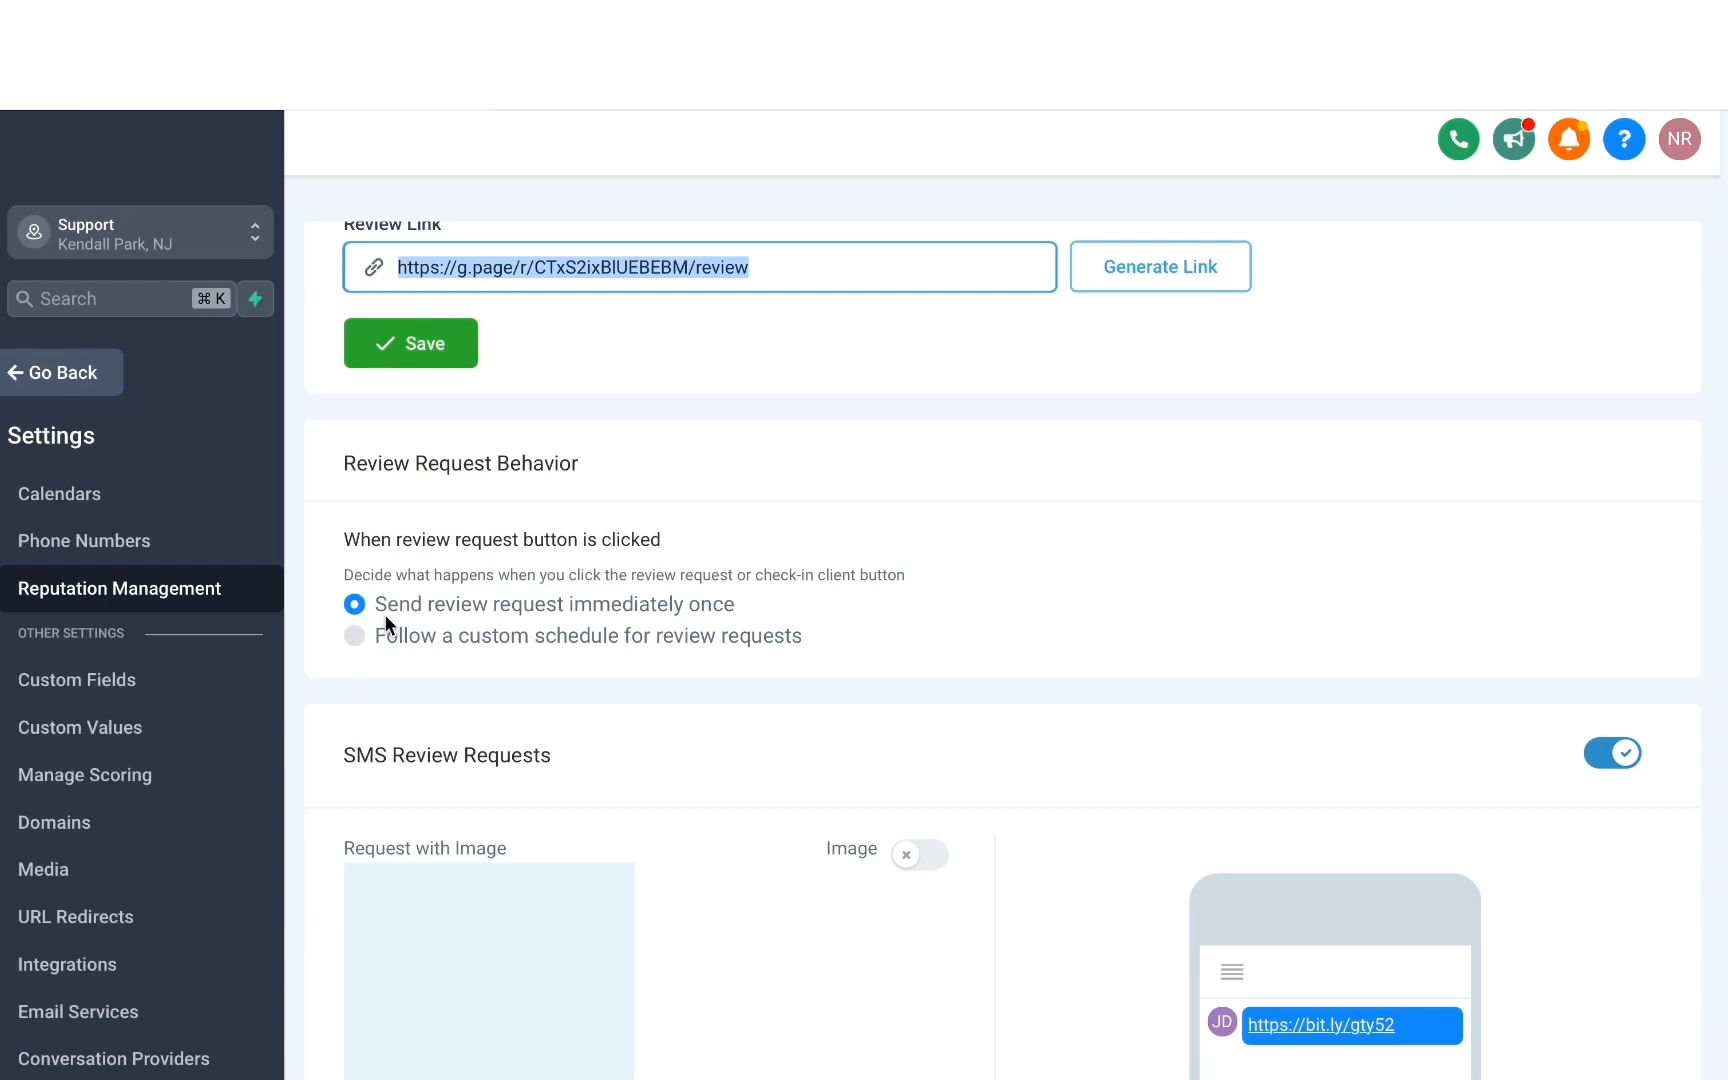 NR
Support
Kendall Park, NJ
Search ⌘ K
Go Back
Settings
Calendars
Phone Numbers
Reputation Management
OTHER SETTINGS
Custom Fields
Custom Values
Manage Scoring
Domains
Media
URL Redirects
Integrations
Email Services
Conversation Providers
Review Link
https://g.page/r/CTxS2ixBlUEBEBM/review
Generate Link
Save
Review Request Behavior
When review request button is clicked
Decide what happens when you click the review request or check-in client button
Send review request immediately once
Follow a custom schedule for review requests
SMS Review Requests
Request with Image
Image
JD
https://bit.ly/gty52